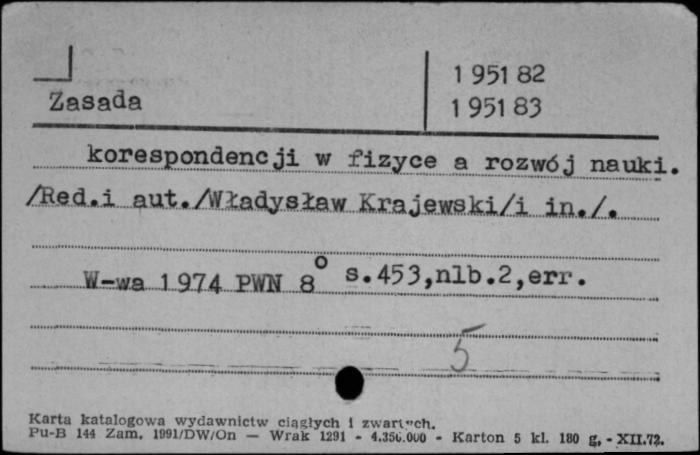 1 951 82
Zasada
1 951 83
korespondencji w fizyce a rozwój nauki.
/Red.i aut./Władysław Krajewski/i in./.
W-wa 1974 PWN 8° s.453,nlb.2,err.
5
Karta katalogowa wydawnictw ciągłych i zwartych.
Pu-B 144 Zam. 1991/DW/On — Wrak 1291 - 4.350.000 - Karton 5 kl. 180 g. - XII.72.